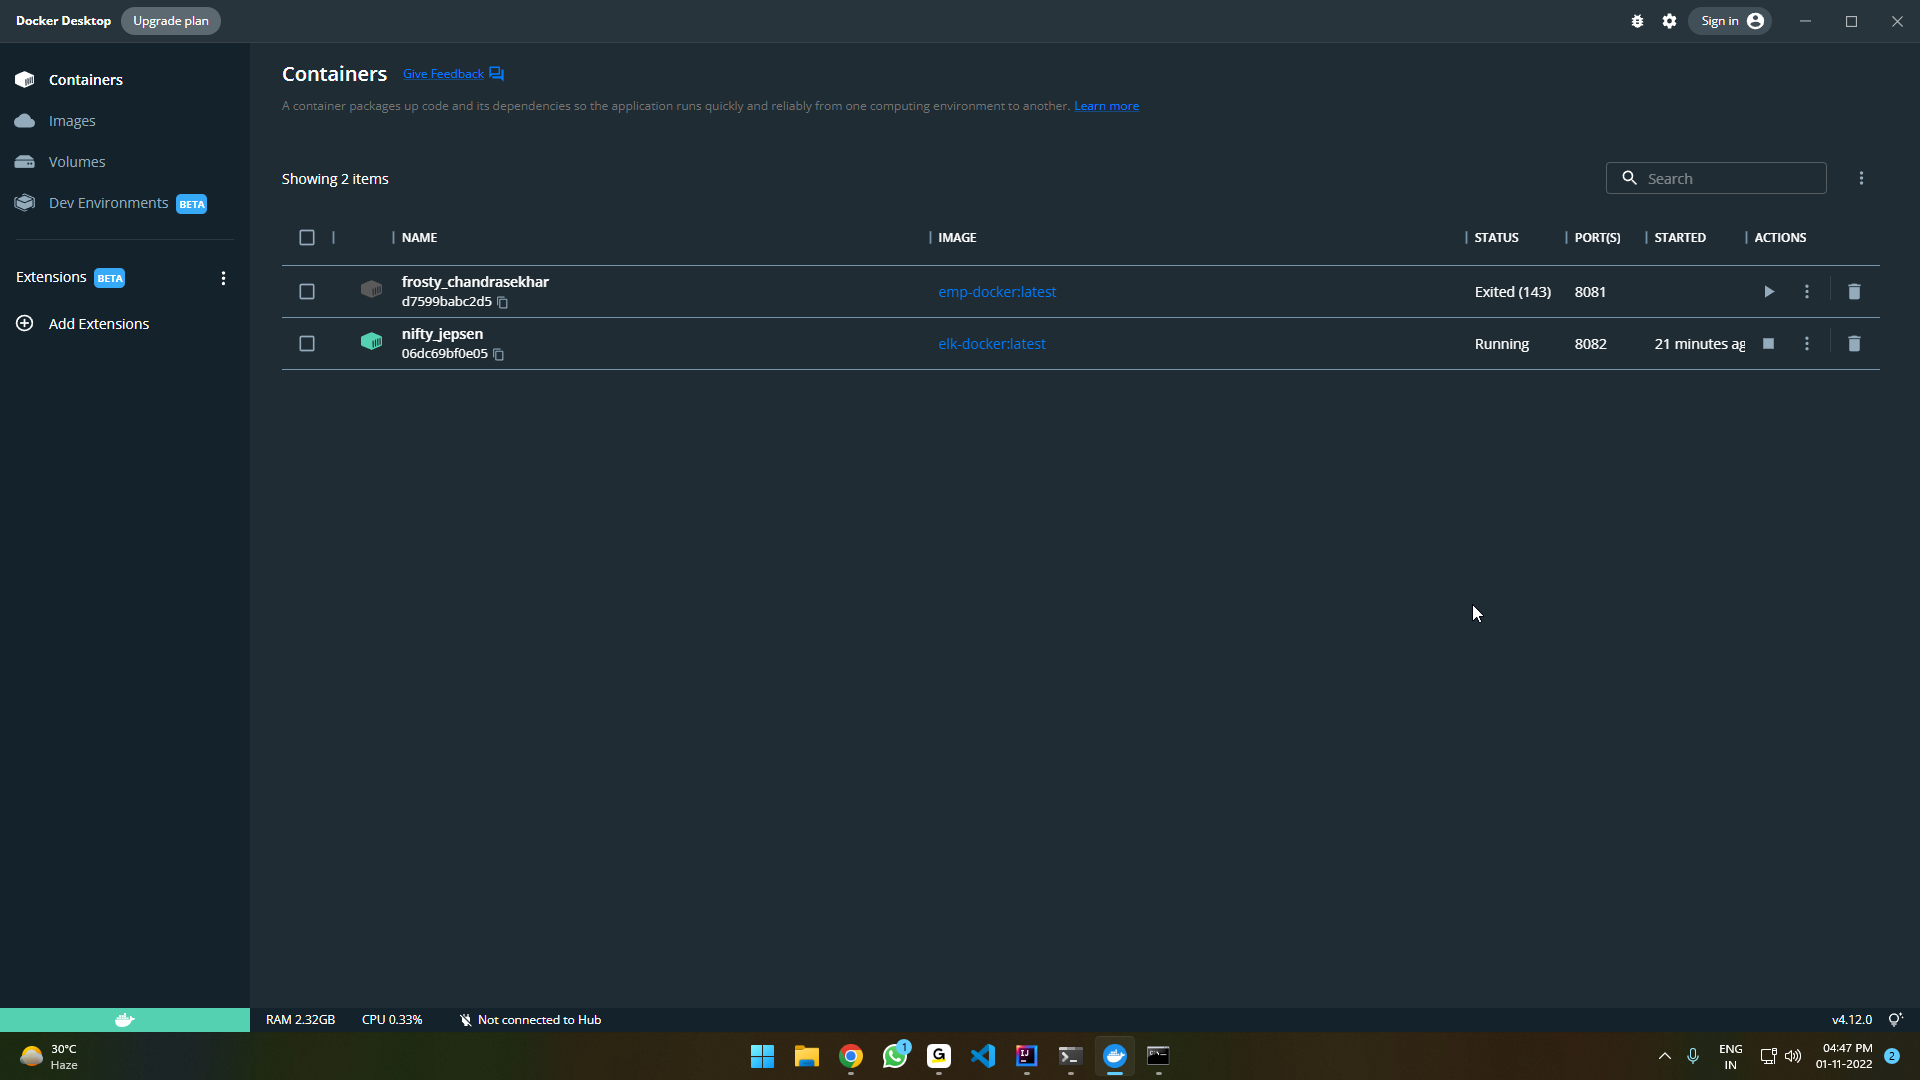 Docker Desktop Upgrade plan Sign in
Containers
Images
Volumes
Dev Environments BETA
Extensions BETA
Add Extensions
Containers Give Feedback
A container packages up code and its dependencies so the application runs quickly and reliably from one computing environment to another. Learn more
Showing 2 items Search
NAME IMAGE STATUS PORT(S) STARTED ACTIONS
frosty_chandrasekhar emp-docker:latest Exited (143) 8081
d7599babc2d5
nifty_jepsen elk-docker:latest Running 8082 21 minutes ag
06dc69bf0e05
RAM 2.32GB CPU 0.33% Not connected to Hub v4.12.0
30°C
Haze
1
G
IJ
ENG
IN
04:47 PM
01-11-2022
2